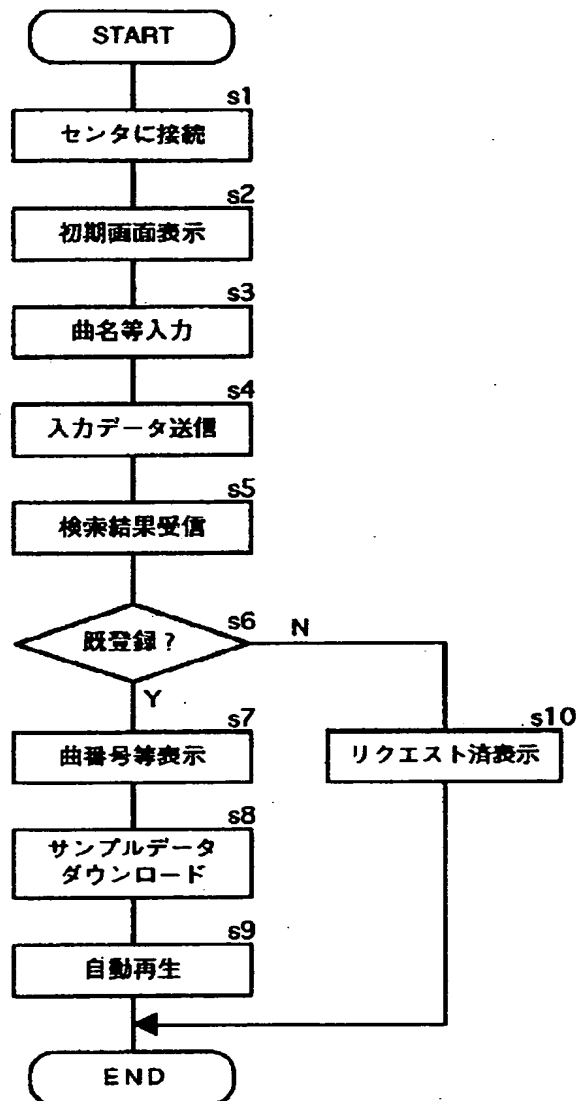 START
s1
センタに接続
s2
初期画面表示
s3
曲名等入力
s4
入力データ送信
s5
検索結果受信
s6
既登録?
N
Y
s7
曲番号等表示
s10
リクエスト済表示
s8
サンプルデータ
ダウンロード
s9
自動再生
END